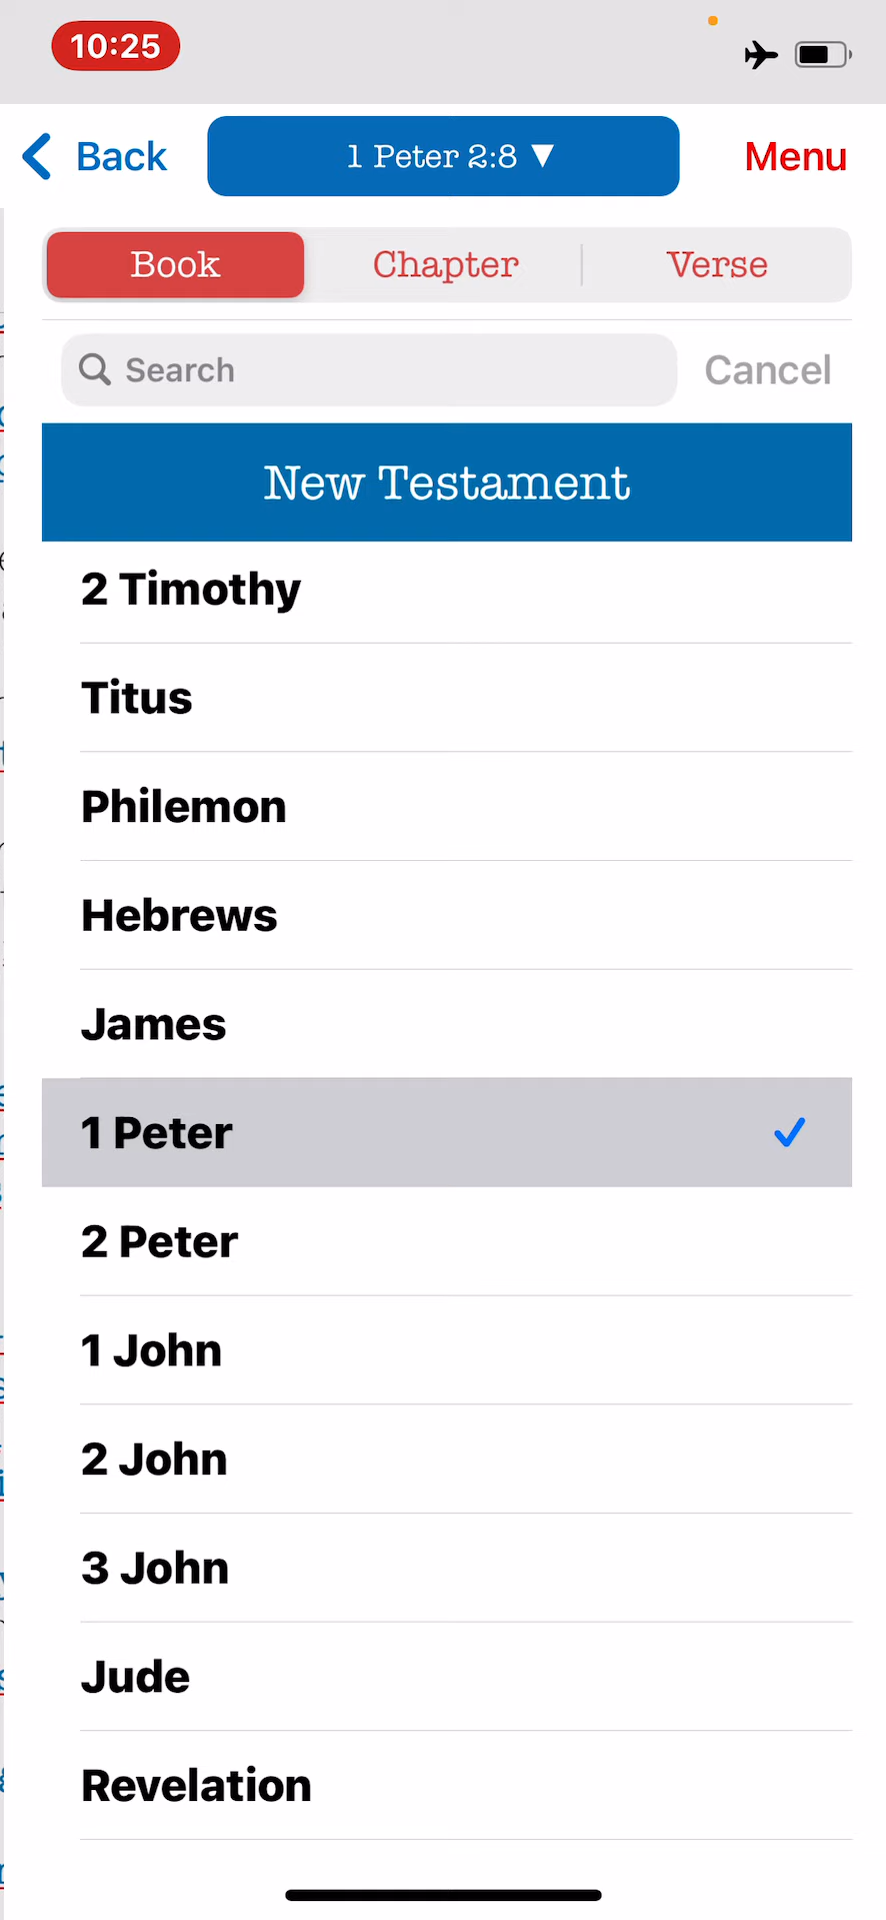 10:25
Back
1 Peter 2:8 ▼
Menu
Book
Chapter
Verse
Search
Cancel
New Testament
2 Timothy
Titus
Philemon
Hebrews
James
1 Peter
2 Peter
1 John
2 John
3 John
Jude
Revelation